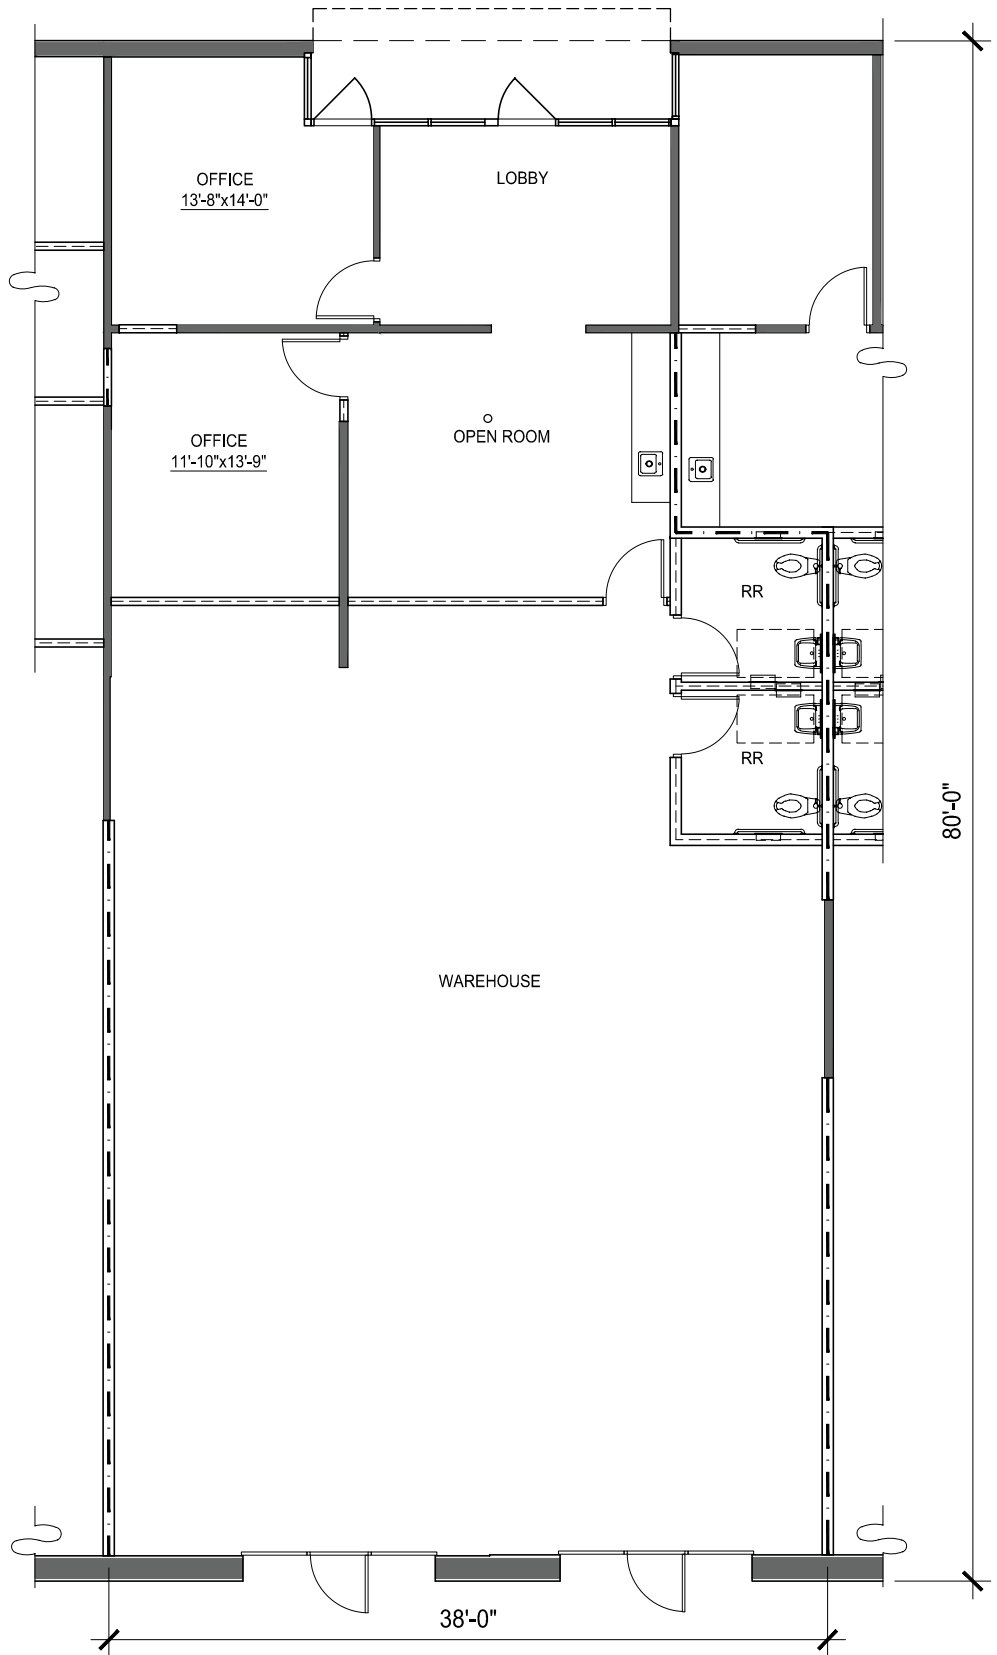 OFFICE
13'-8"x14'-0"
LOBBY
OFFICE
11'-10"x13'-9"
OPEN ROOM
RR
RR
80'-0"
WAREHOUSE
38'-0"